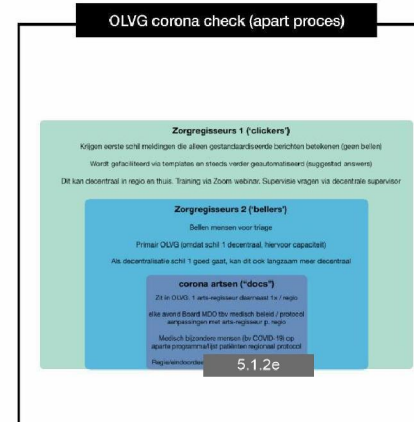 OLVG corona check (apart proces)
Zorgregisseurs 1 ('clickers')
Krijgen eerste schil meldingen die alleen gestandaardiseerde berichten betekenen (geen bellen)
Wordt gefaciliteerd via templates en steeds verder geautomatiseerd (suggested answers)
Dit kan decentraal in regio en thuis. Training via Zoom webinar. Supervisie vragen via decentrale supervisor
Zorgregisseurs 2 ('bellers')
Bellen mensen voor triage
Primair OLVG (omdat schil 1 decentraal, hiervoor capaciteit)
Als decentralisatie schil 1 goed gaat, kan dit ook langzaam meer decentraal
corona artsen ("docs")
Zit in OLVG. 1 arts-regisseur daarnaast 1x / regio
elke avond Board MDO tbv medisch beleid / protocol
aanpassingen met arts-regisseur p. regio
Medisch bijzondere mensen (bv COVID-19) op
aparte programma/lijst patiënten regionaal protocol
5.1.2e